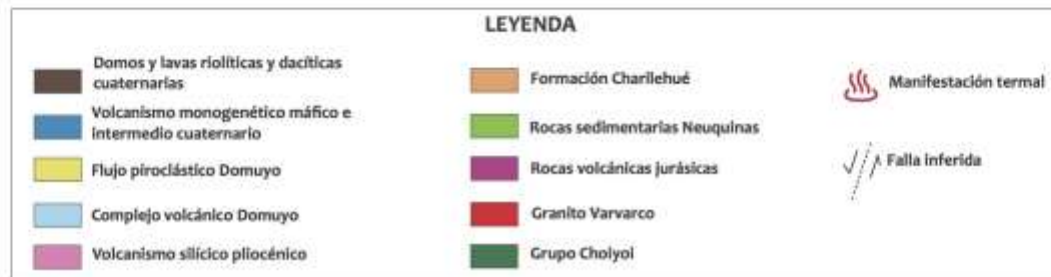 LEYENDA
Domos y lavas riolíticas y dacíticas
cuaternarias
Volcanismo monogenético máfico e
intermedio cuaternario
Flujo piroclástico Domuyo
Complejo volcánico Domuyo
Volcanismo silícico pliocénico
Formación Charilehué
Rocas sedimentarias Neuquinas
Rocas volcánicas jurásicas
Granito Varvarco
Grupo Choiyoi
Manifestación termal
Falla inferida